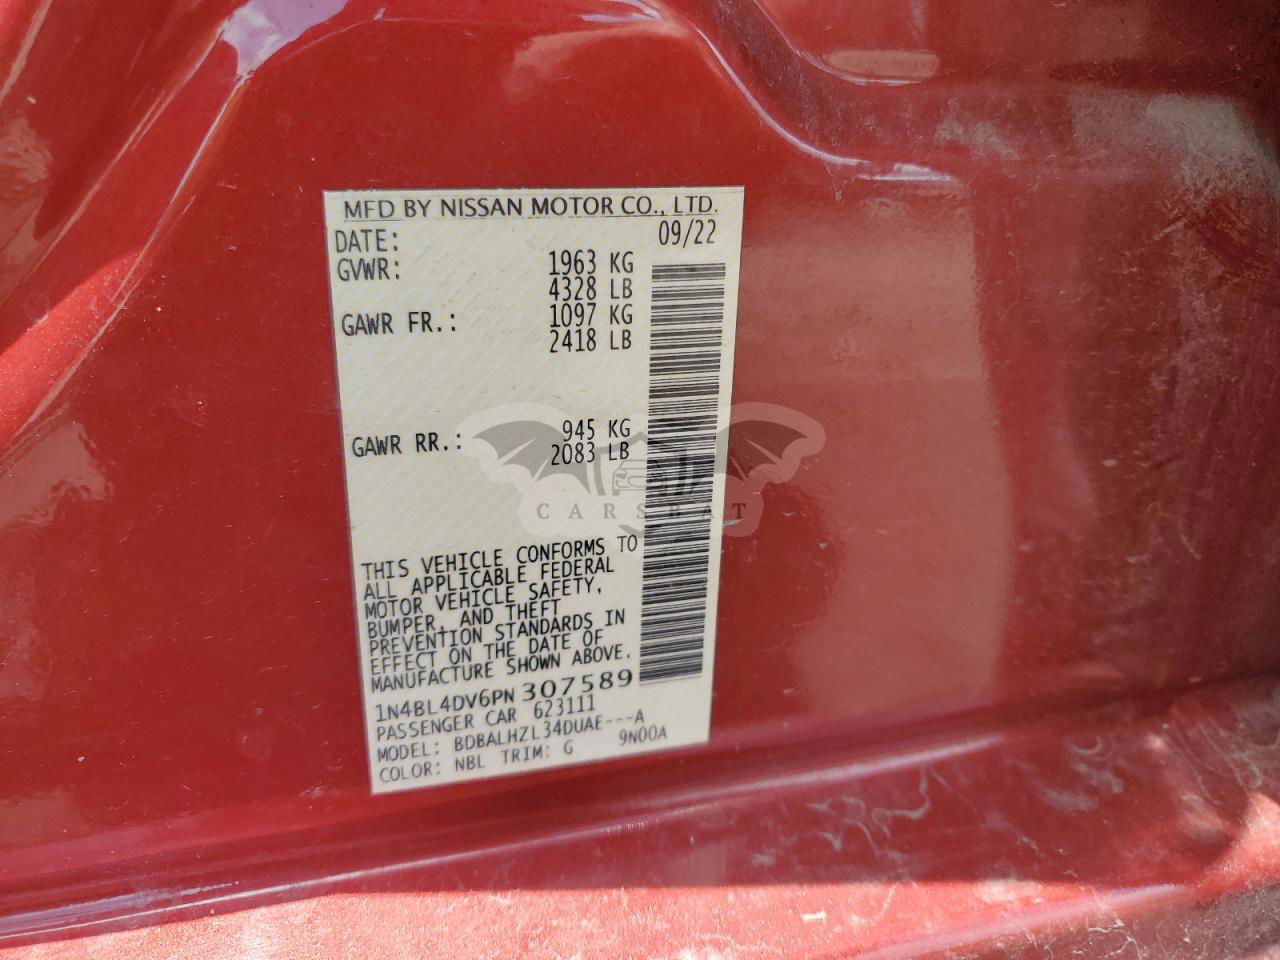 MFD BY NISSAN MOTOR CO., LTD.
DATE: 09/22
GVWR: 1963 KG
4328 LB
GAWR FR.: 1097 KG
2418 LB
GAWR RR.: 945 KG
2083 LB
CARSBAT
THIS VEHICLE CONFORMS TO
ALL APPLICABLE FEDERAL
MOTOR VEHICLE SAFETY,
BUMPER, AND THEFT
PREVENTION STANDARDS IN
EFFECT ON THE DATE OF
MANUFACTURE SHOWN ABOVE.
1N4BL4DV6PN307589
PASSENGER CAR 623111
MODEL: BDBALHZL34DUAE---A
COLOR: NBL TRIM: G 9N00A